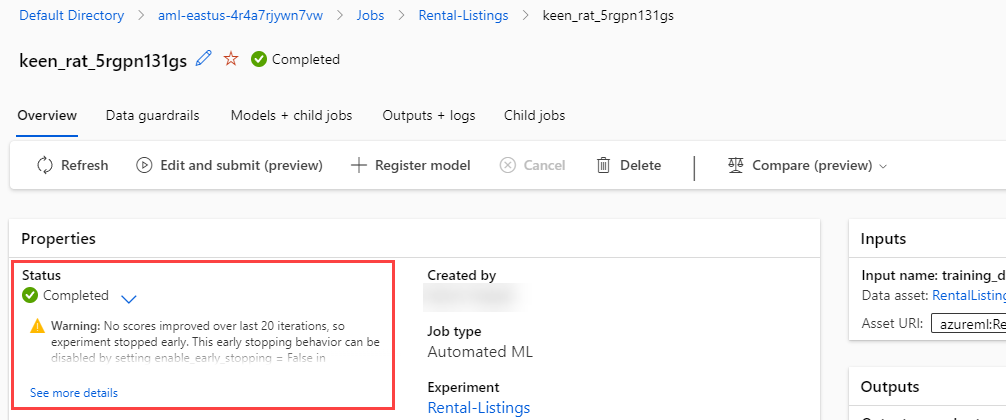 Default Directory > aml-eastus-4r4a7rjywn7vw > Jobs > Rental-Listings > keen_rat_5rgpn131gs
keen_rat_5rgpn131gs Completed
Overview Data guardrails Models + child jobs Outputs + logs Child jobs
Refresh Edit and submit (preview) Register model Cancel Delete | Compare (preview)
Properties
Status
Completed
Warning: No scores improved over last 20 iterations, so
experiment stopped early. This early stopping behavior can be
disabled by setting enable_early_stopping = False in
See more details
Created by
Job type
Automated ML
Experiment
Rental-Listings
Inputs
Input name: training_d
Data asset: RentalListing
Asset URI: azureml:Re
Outputs